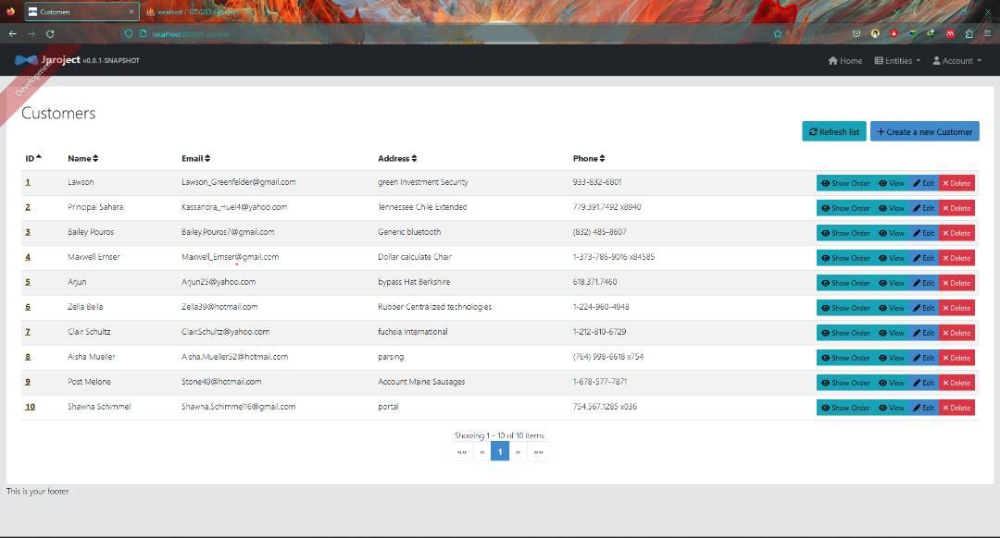 Customers
localhost / 127.0.0.1 / jproject
localhost:8080/customer
Jproject v0.0.1-SNAPSHOT
Home Entities Account
Development
Customers
Refresh list Create a new Customer
ID Name Email Address Phone
1 Lawson Lawson_Greenfelder@gmail.com green Investment Security 933-832-6801 Show Order View Edit Delete
2 Principal Sahara Kassandra_Huel4@yahoo.com Tennessee Chile Extended 779.391.7492 x8940 Show Order View Edit Delete
3 Bailey Pouros Bailey.Pouros7@gmail.com Generic bluetooth (832) 485-8607 Show Order View Edit Delete
4 Maxwell Ernser Maxwell_Ernser@gmail.com Dollar calculate Chair 1-373-786-9016 x84585 Show Order View Edit Delete
5 Arjun Arjun25@yahoo.com bypass Hat Berkshire 618.371.7460 Show Order View Edit Delete
6 Zella Bella Zella39@hotmail.com Rubber Centralized technologies 1-224-960-4948 Show Order View Edit Delete
7 Clair Schultz Clair.Schultz@yahoo.com fuchsia International 1-212-810-6729 Show Order View Edit Delete
8 Aisha Mueller Aisha.Mueller52@hotmail.com parsing (764) 998-6618 x754 Show Order View Edit Delete
9 Post Melone Stone40@hotmail.com Account Maine Sausages 1-678-577-7871 Show Order View Edit Delete
10 Shawna Schimmel Shawna.Schimmel16@gmail.com portal 754.567.1285 x036 Show Order View Edit Delete
Showing 1 - 10 of 10 items.
«« « 1 » »»
This is your footer